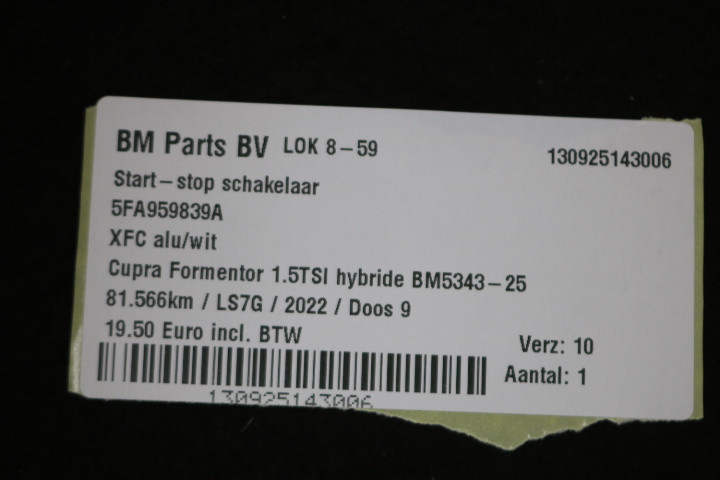 BM Parts BV LOK 8-59 130925143006
Start-stop schakelaar
5FA959839A
XFC alu/wit
Cupra Formentor 1.5TSI hybride BM5343-25
81.566km / LS7G / 2022 / Doos 9
19.50 Euro incl. BTW
Verz: 10
Aantal: 1
130925143006